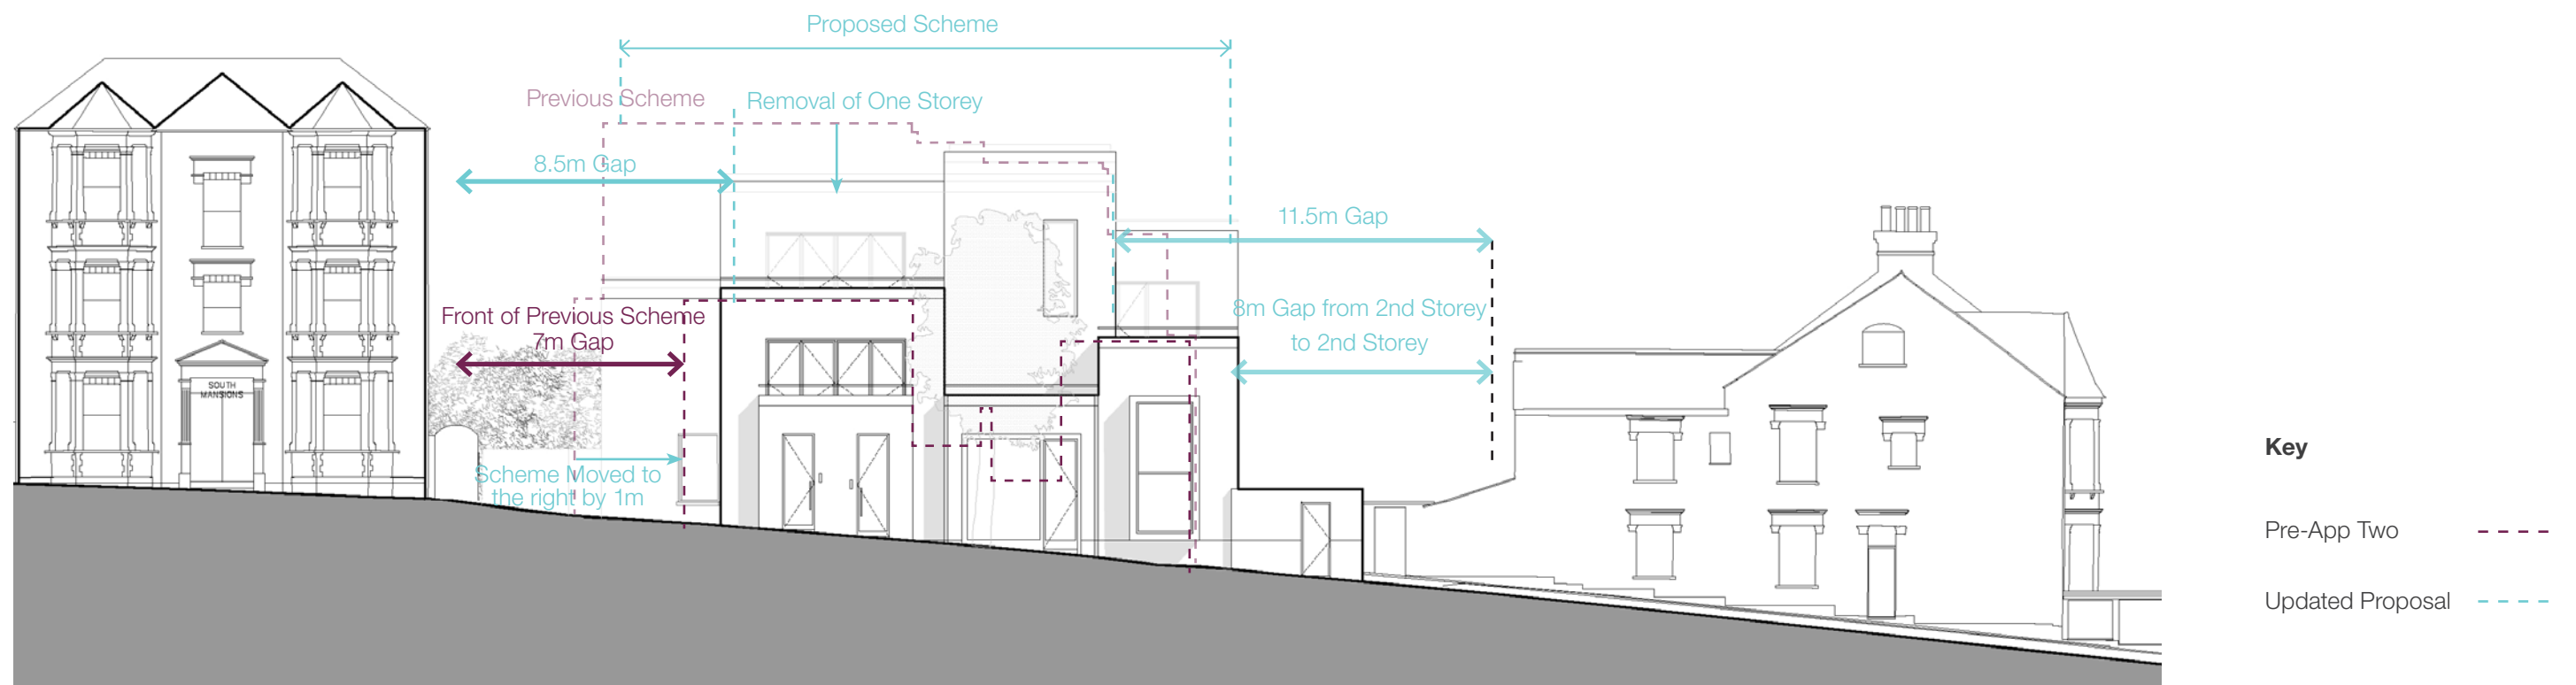 Proposed Scheme
Previous Scheme
Removal of One Storey
8.5m Gap
11.5m Gap
Front of Previous Scheme
7m Gap
8m Gap from 2nd Storey
to 2nd Storey
SOUTH
MANSIONS
Scheme Moved to
the right by 1m
Key
Pre-App Two
Updated Proposal